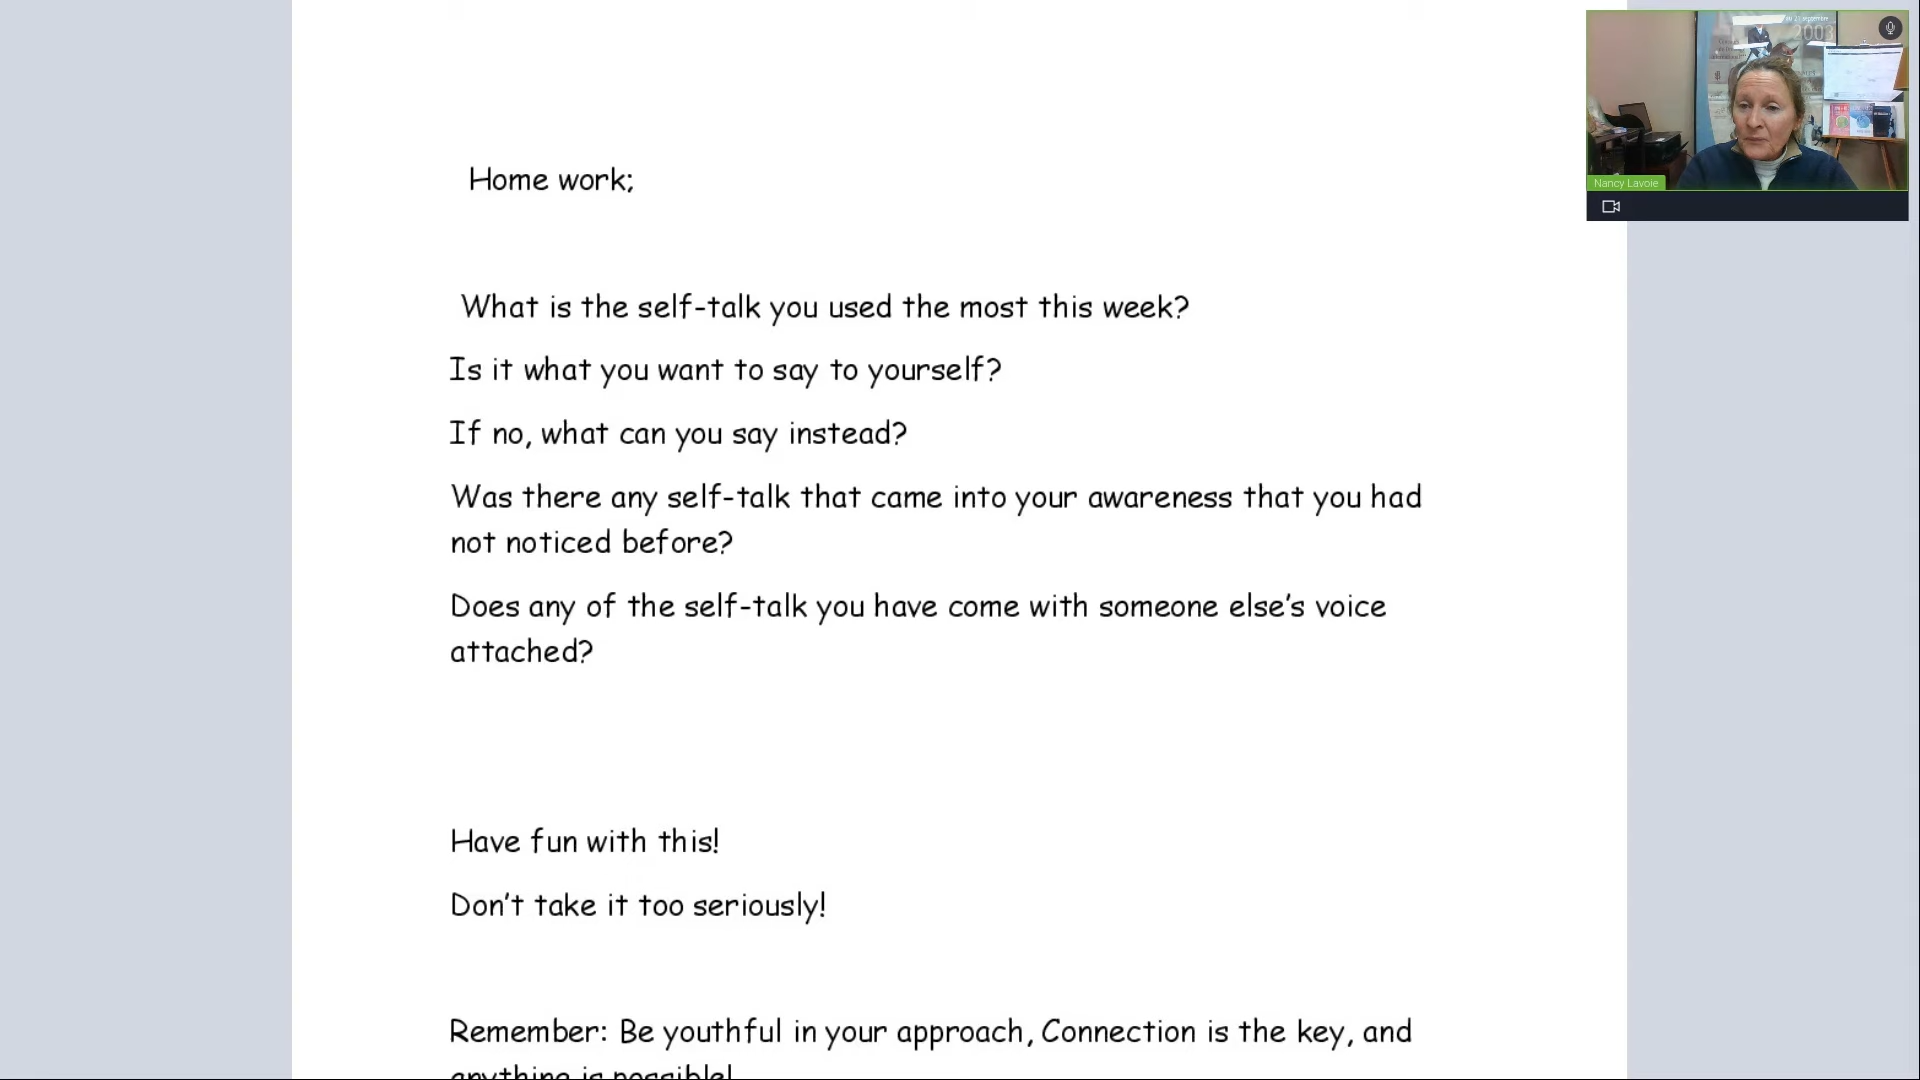 Home work;
What is the self-talk you used the most this week?
Is it what you want to say to yourself?
If no, what can you say instead?
Was there any self-talk that came into your awareness that you had
not noticed before?
Does any of the self-talk you have come with someone else's voice
attached?
Have fun with this!
Don't take it too seriously!
Remember: Be youthful in your approach, Connection is the key, and
anything is possible!
2003
Nancy Lavoie